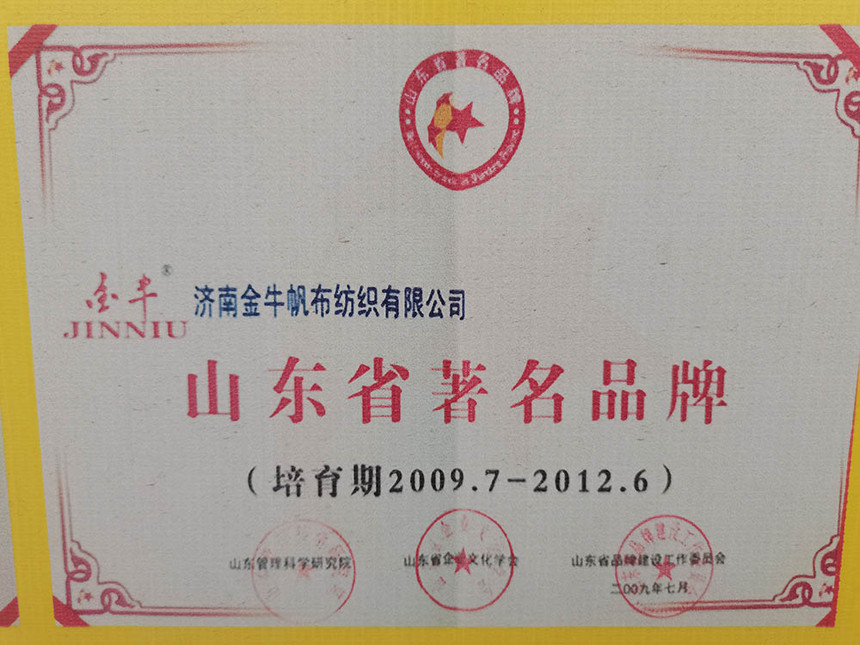 山东省著名品牌
金牛®
JINNIU
济南金牛帆布纺织有限公司
山东省著名品牌
(培育期2009.7-2012.6)
山东管理科学研究院
山东省企业文化学会
山东省品牌建设工作委员会
二00九年七月